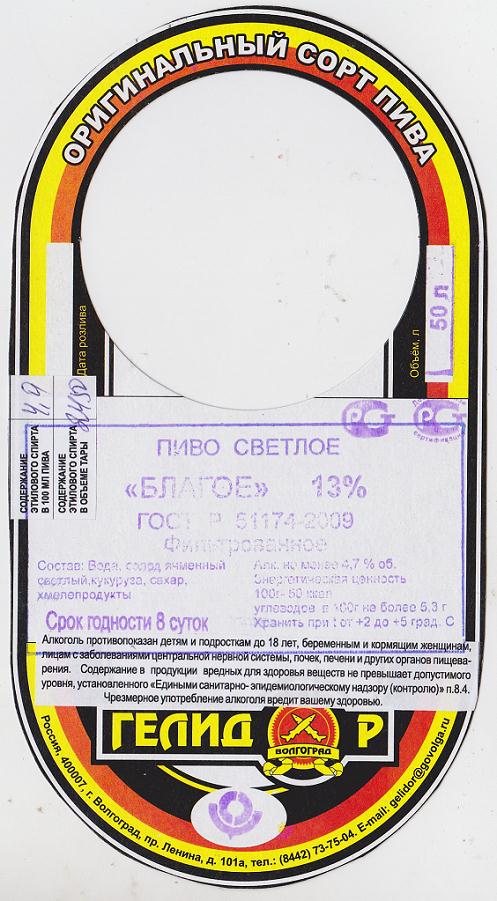 ОРИГИНАЛЬНЫЙ СОРТ ПИВА
Дата розлива
Объём, л
50 л
СОДЕРЖАНИЕ
ЭТИЛОВОГО СПИРТА
В 100 МЛ ПИВА
4,9
СОДЕРЖАНИЕ
ЭТИЛОВОГО СПИРТА
В ОБЪЕМЕ ТАРЫ
2450
ПИВО СВЕТЛОЕ
«БЛАГОЕ» 13%
ГОСТ Р 51174-2009
Фильтрованное
Состав: Вода, солод ячменный
светлый,кукуруза, сахар,
хмелепродукты
Алк. не менее 4,7 % об.
Энергетическая ценность
100г- 50 ккал
углеводов в 100г не более 5,3 г
Хранить при t от +2 до +5 град. С
Срок годности 8 суток
Алкоголь противопоказан детям и подросткам до 18 лет, беременным и кормящим женщинам,
лицам с заболеваниями центральной нервной системы, почек, печени и других органов пищева-
рения. Содержание в продукции вредных для здоровья веществ не превышает допустимого
уровня, установленного «Едиными санитарно- эпидемиологическому надзору (контролю)» п.8.4.
Чрезмерное употребление алкоголя вредит вашему здоровью.
ГЕЛИД Р
ВОЛГОГРАД
Россия, 400007, г. Волгоград, пр. Ленина, д. 101а, тел.: (8442) 73-75-04. E-mail: gelidor@govolga.ru